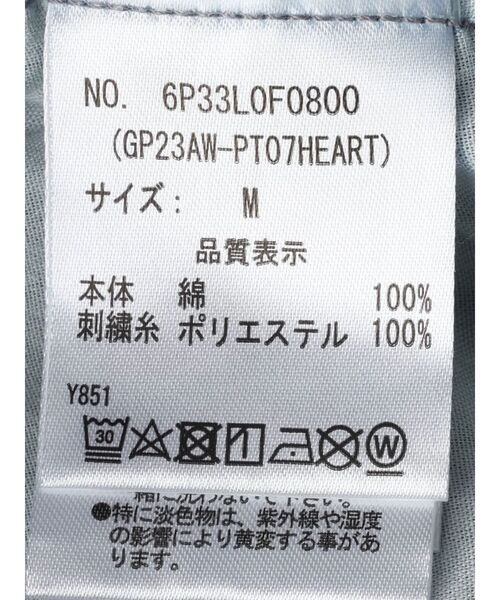 NO. 6P33L0F0800
(GP23AW-PT07HEART)
サイズ: M
品質表示
本体 綿 100%
刺繍糸 ポリエステル 100%
Y851
30 W
●特に淡色物は、紫外線や湿度
の影響により黄変する事があ
ります。